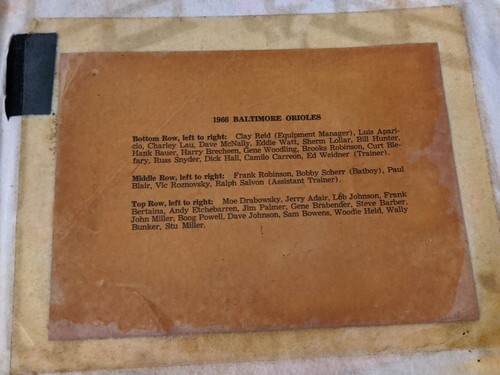 1966 BALTIMORE ORIOLES
Bottom Row, left to right: Clay Reid (Equipment Manager), Luis Apari-
cio, Charley Lau, Dave McNally, Eddie Watt, Sherm Lollar, Bill Hunter,
Hank Bauer, Harry Brecheen, Gene Woodling, Brooks Robinson, Curt Ble-
fary, Russ Snyder, Dick Hall, Camilo Carreon, Ed Weidner (Trainer).
Middle Row, left to right: Frank Robinson, Bobby Scherr (Batboy), Paul
Blair, Vic Roznovsky, Ralph Salvon (Assistant Trainer).
Top Row, left to right: Moe Drabowsky, Jerry Adair, Lob Johnson, Frank
Bertaina, Andy Etchebarren, Jim Palmer, Gene Brabender, Steve Barber,
John Miller, Boog Powell, Dave Johnson, Sam Bowens, Woodie Held, Wally
Bunker, Stu Miller.